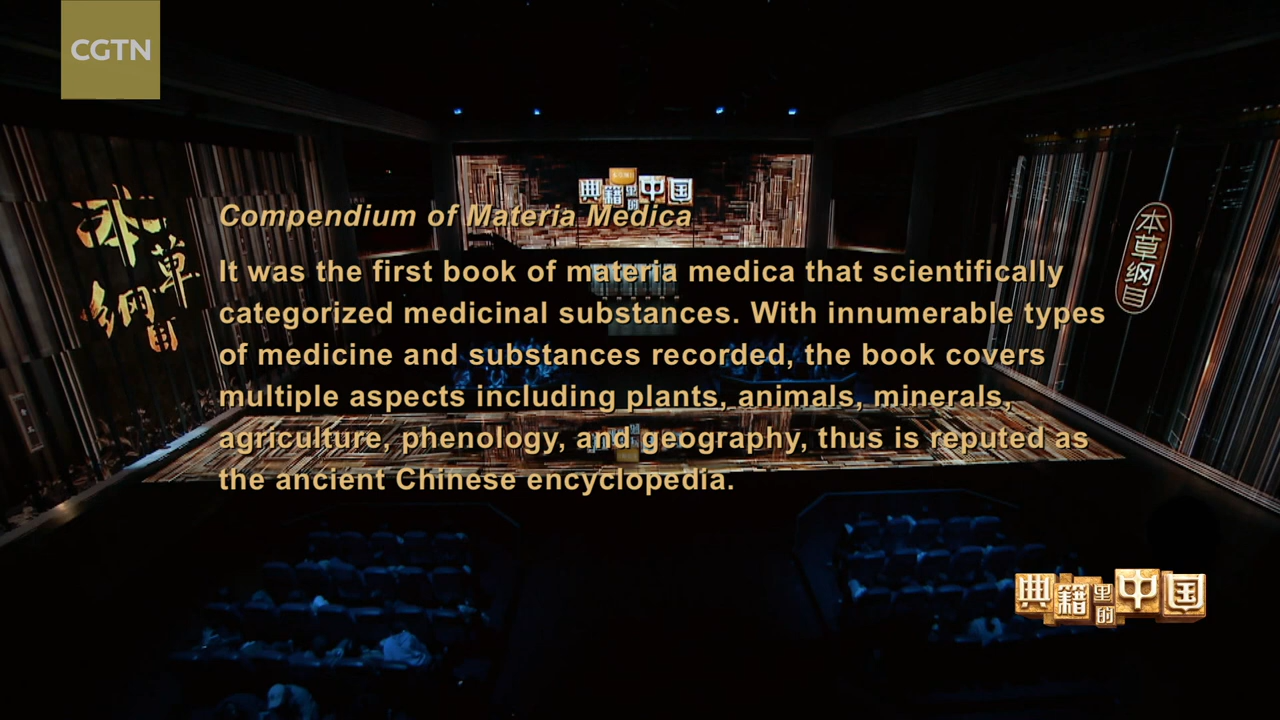 CGTN
典籍里的中国
本草纲目
本草纲目
Compendium of Materia Medica
It was the first book of materia medica that scientifically
categorized medicinal substances. With innumerable types
of medicine and substances recorded, the book covers
multiple aspects including plants, animals, minerals,
agriculture, phenology, and geography, thus is reputed as
the ancient Chinese encyclopedia.
典籍里的中国